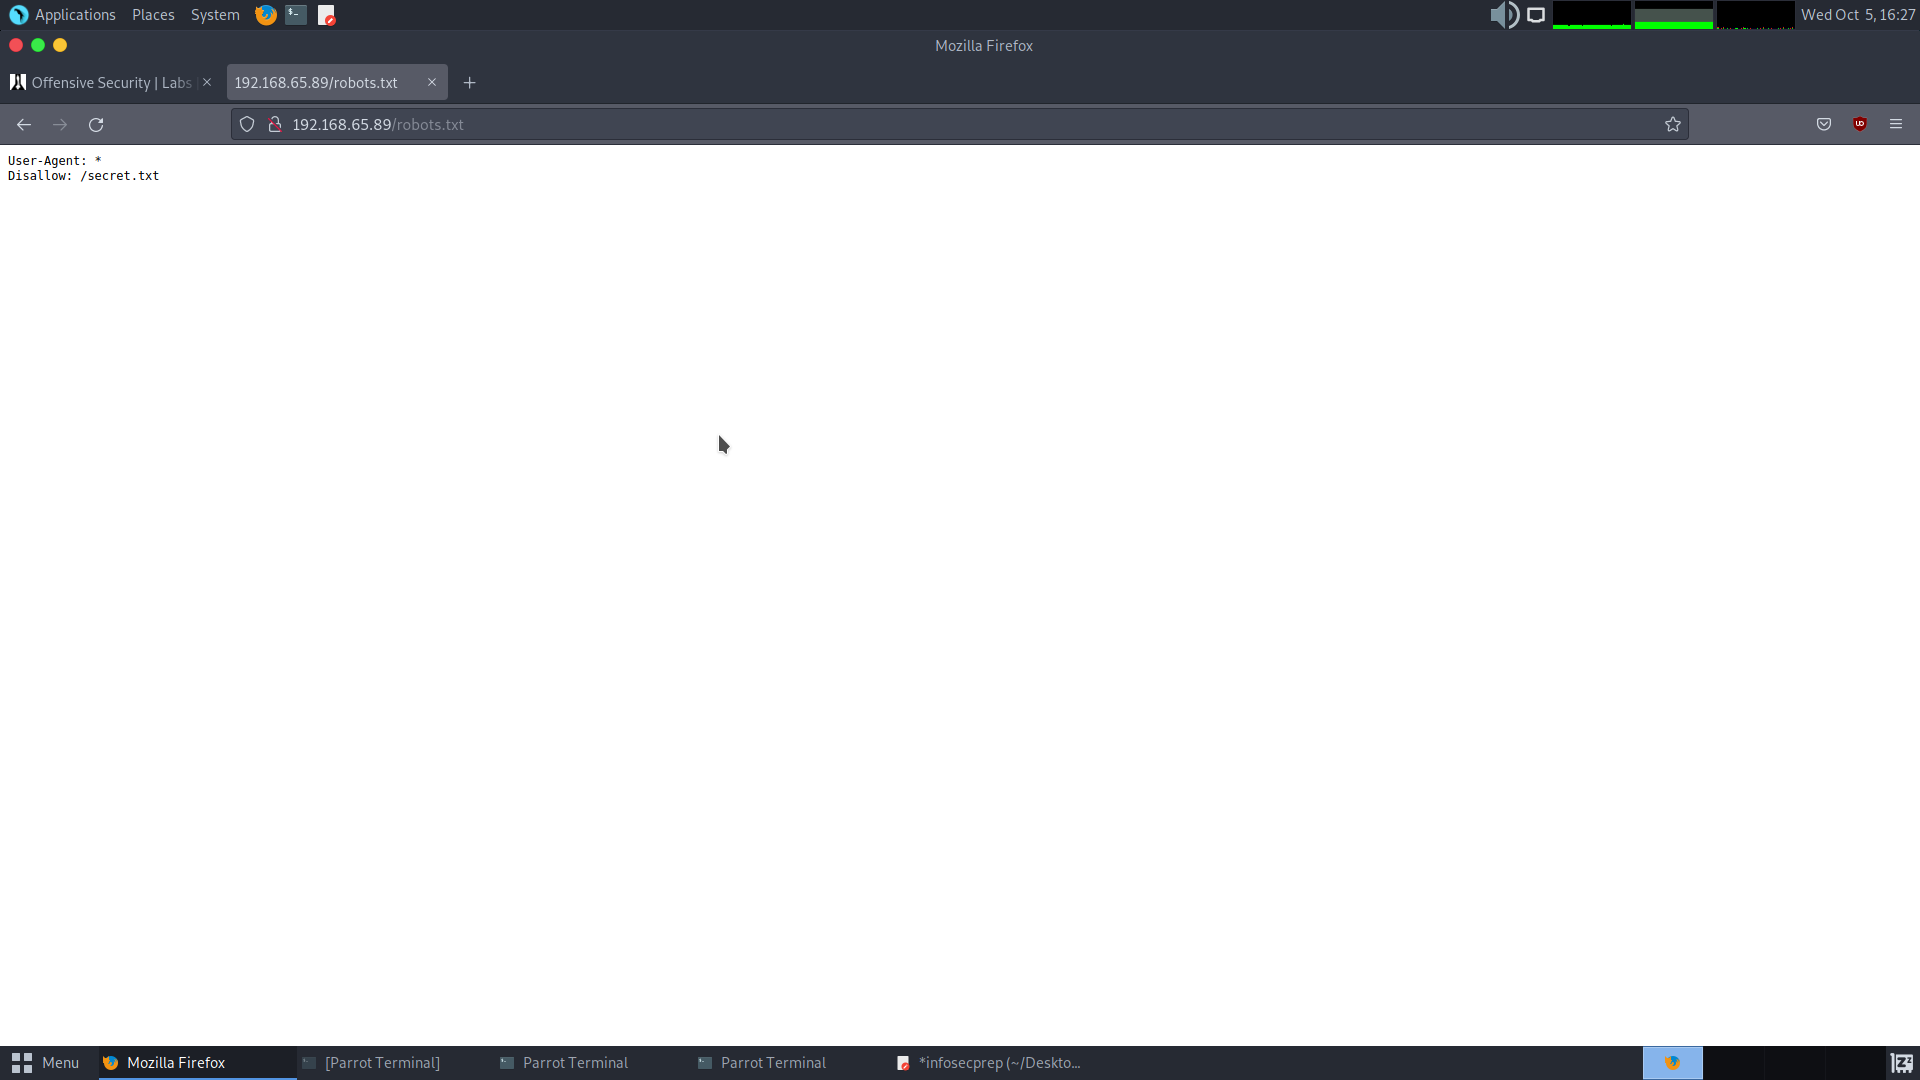 Applications Places System Wed Oct 5, 16:27
Mozilla Firefox
Offensive Security | Labs 192.168.65.89/robots.txt
192.168.65.89/robots.txt
User-Agent: *
Disallow: /secret.txt
Menu Mozilla Firefox [Parrot Terminal] Parrot Terminal Parrot Terminal *infosecprep (~/Deskto...